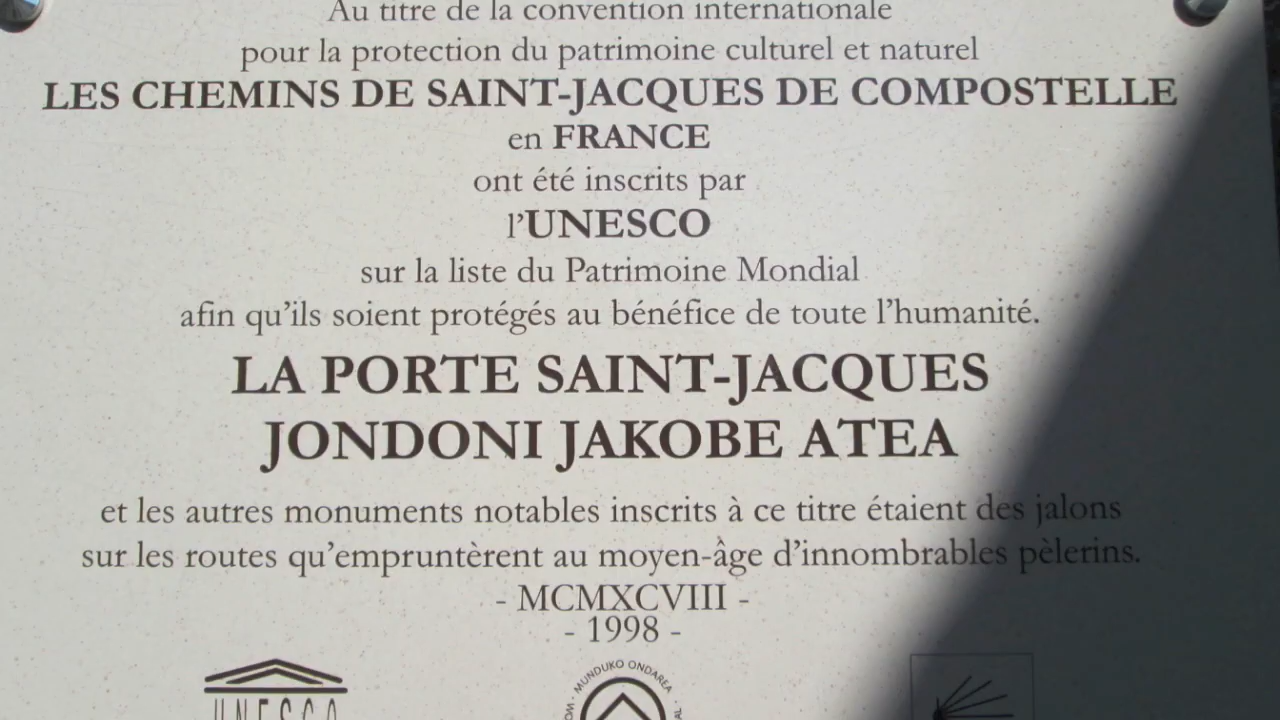 Au titre de la convention internationale
pour la protection du patrimoine culturel et naturel
LES CHEMINS DE SAINT-JACQUES DE COMPOSTELLE
en FRANCE
ont été inscrits par
l'UNESCO
sur la liste du Patrimoine Mondial
afin qu'ils soient protégés au bénéfice de toute l'humanité.
LA PORTE SAINT-JACQUES
JONDONI JAKOBE ATEA
et les autres monuments notables inscrits à ce titre étaient des jalons
sur les routes qu'empruntèrent au moyen-âge d'innombrables pèlerins.
- MCMXCVIII -
- 1998 -
UNESCO
MUNDUKO ONDAREA